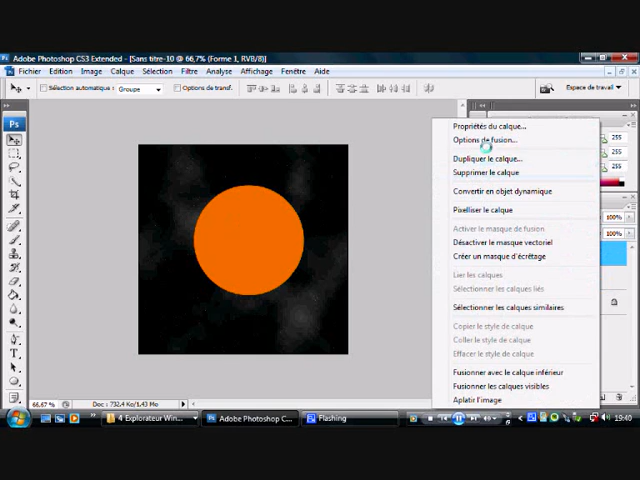 Adobe Photoshop CS3 Extended - [Sans titre-10 @ 66,7% (Forme 1, RVB/8)]
Fichier Edition Image Calque Sélection Filtre Analyse Affichage Fenêtre Aide
Sélection automatique : Groupe Options de transf. Espace de travail
Ps
Propriétés du calque...
Options de fusion...
Dupliquer le calque...
Supprimer le calque
Convertir en objet dynamique
Pixelliser le calque
Activer le masque de fusion
Désactiver le masque vectoriel
Créer un masque d'écrêtage
Lier les calques
Sélectionner les calques liés
Sélectionner les calques similaires
Copier le style de calque
Coller le style de calque
Effacer le style de calque
Fusionner avec le calque inférieur
Fusionner les calques visibles
Aplatir l'image
255
255
255
100%
100%
66,67 % Doc : 732,4 Ko/1,43 Mo
4 Explorateur Win... Adobe Photoshop C... Flashing 19:40